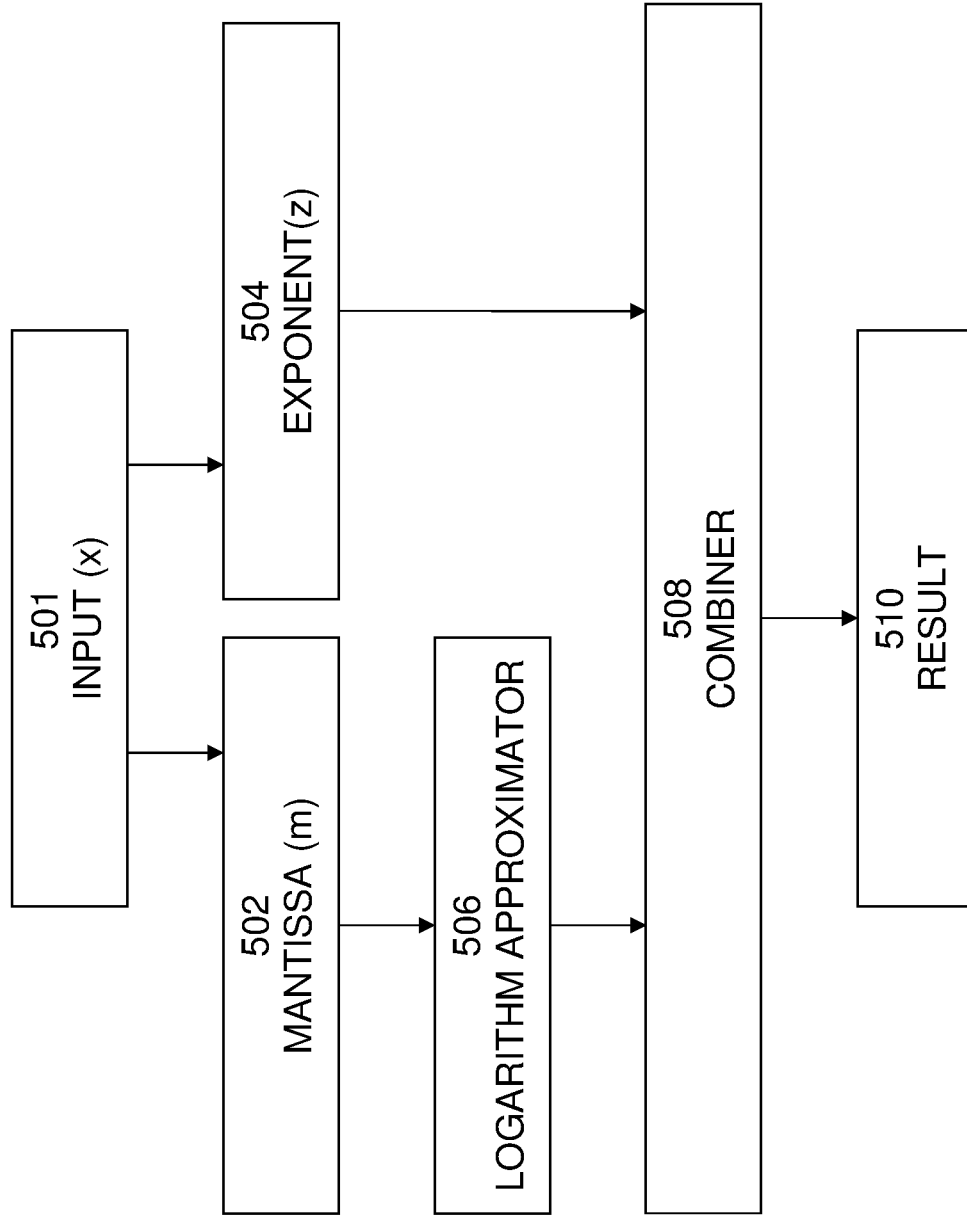 501
INPUT (x)
502
MANTISSA (m)
504
EXPONENT(z)
506
LOGARITHM APPROXIMATOR
508
COMBINER
510
RESULT